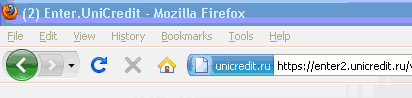 (2) Enter.UniCredit - Mozilla Firefox
File Edit View History Bookmarks Tools Help
unicredit.ru https://enter2.unicredit.ru/